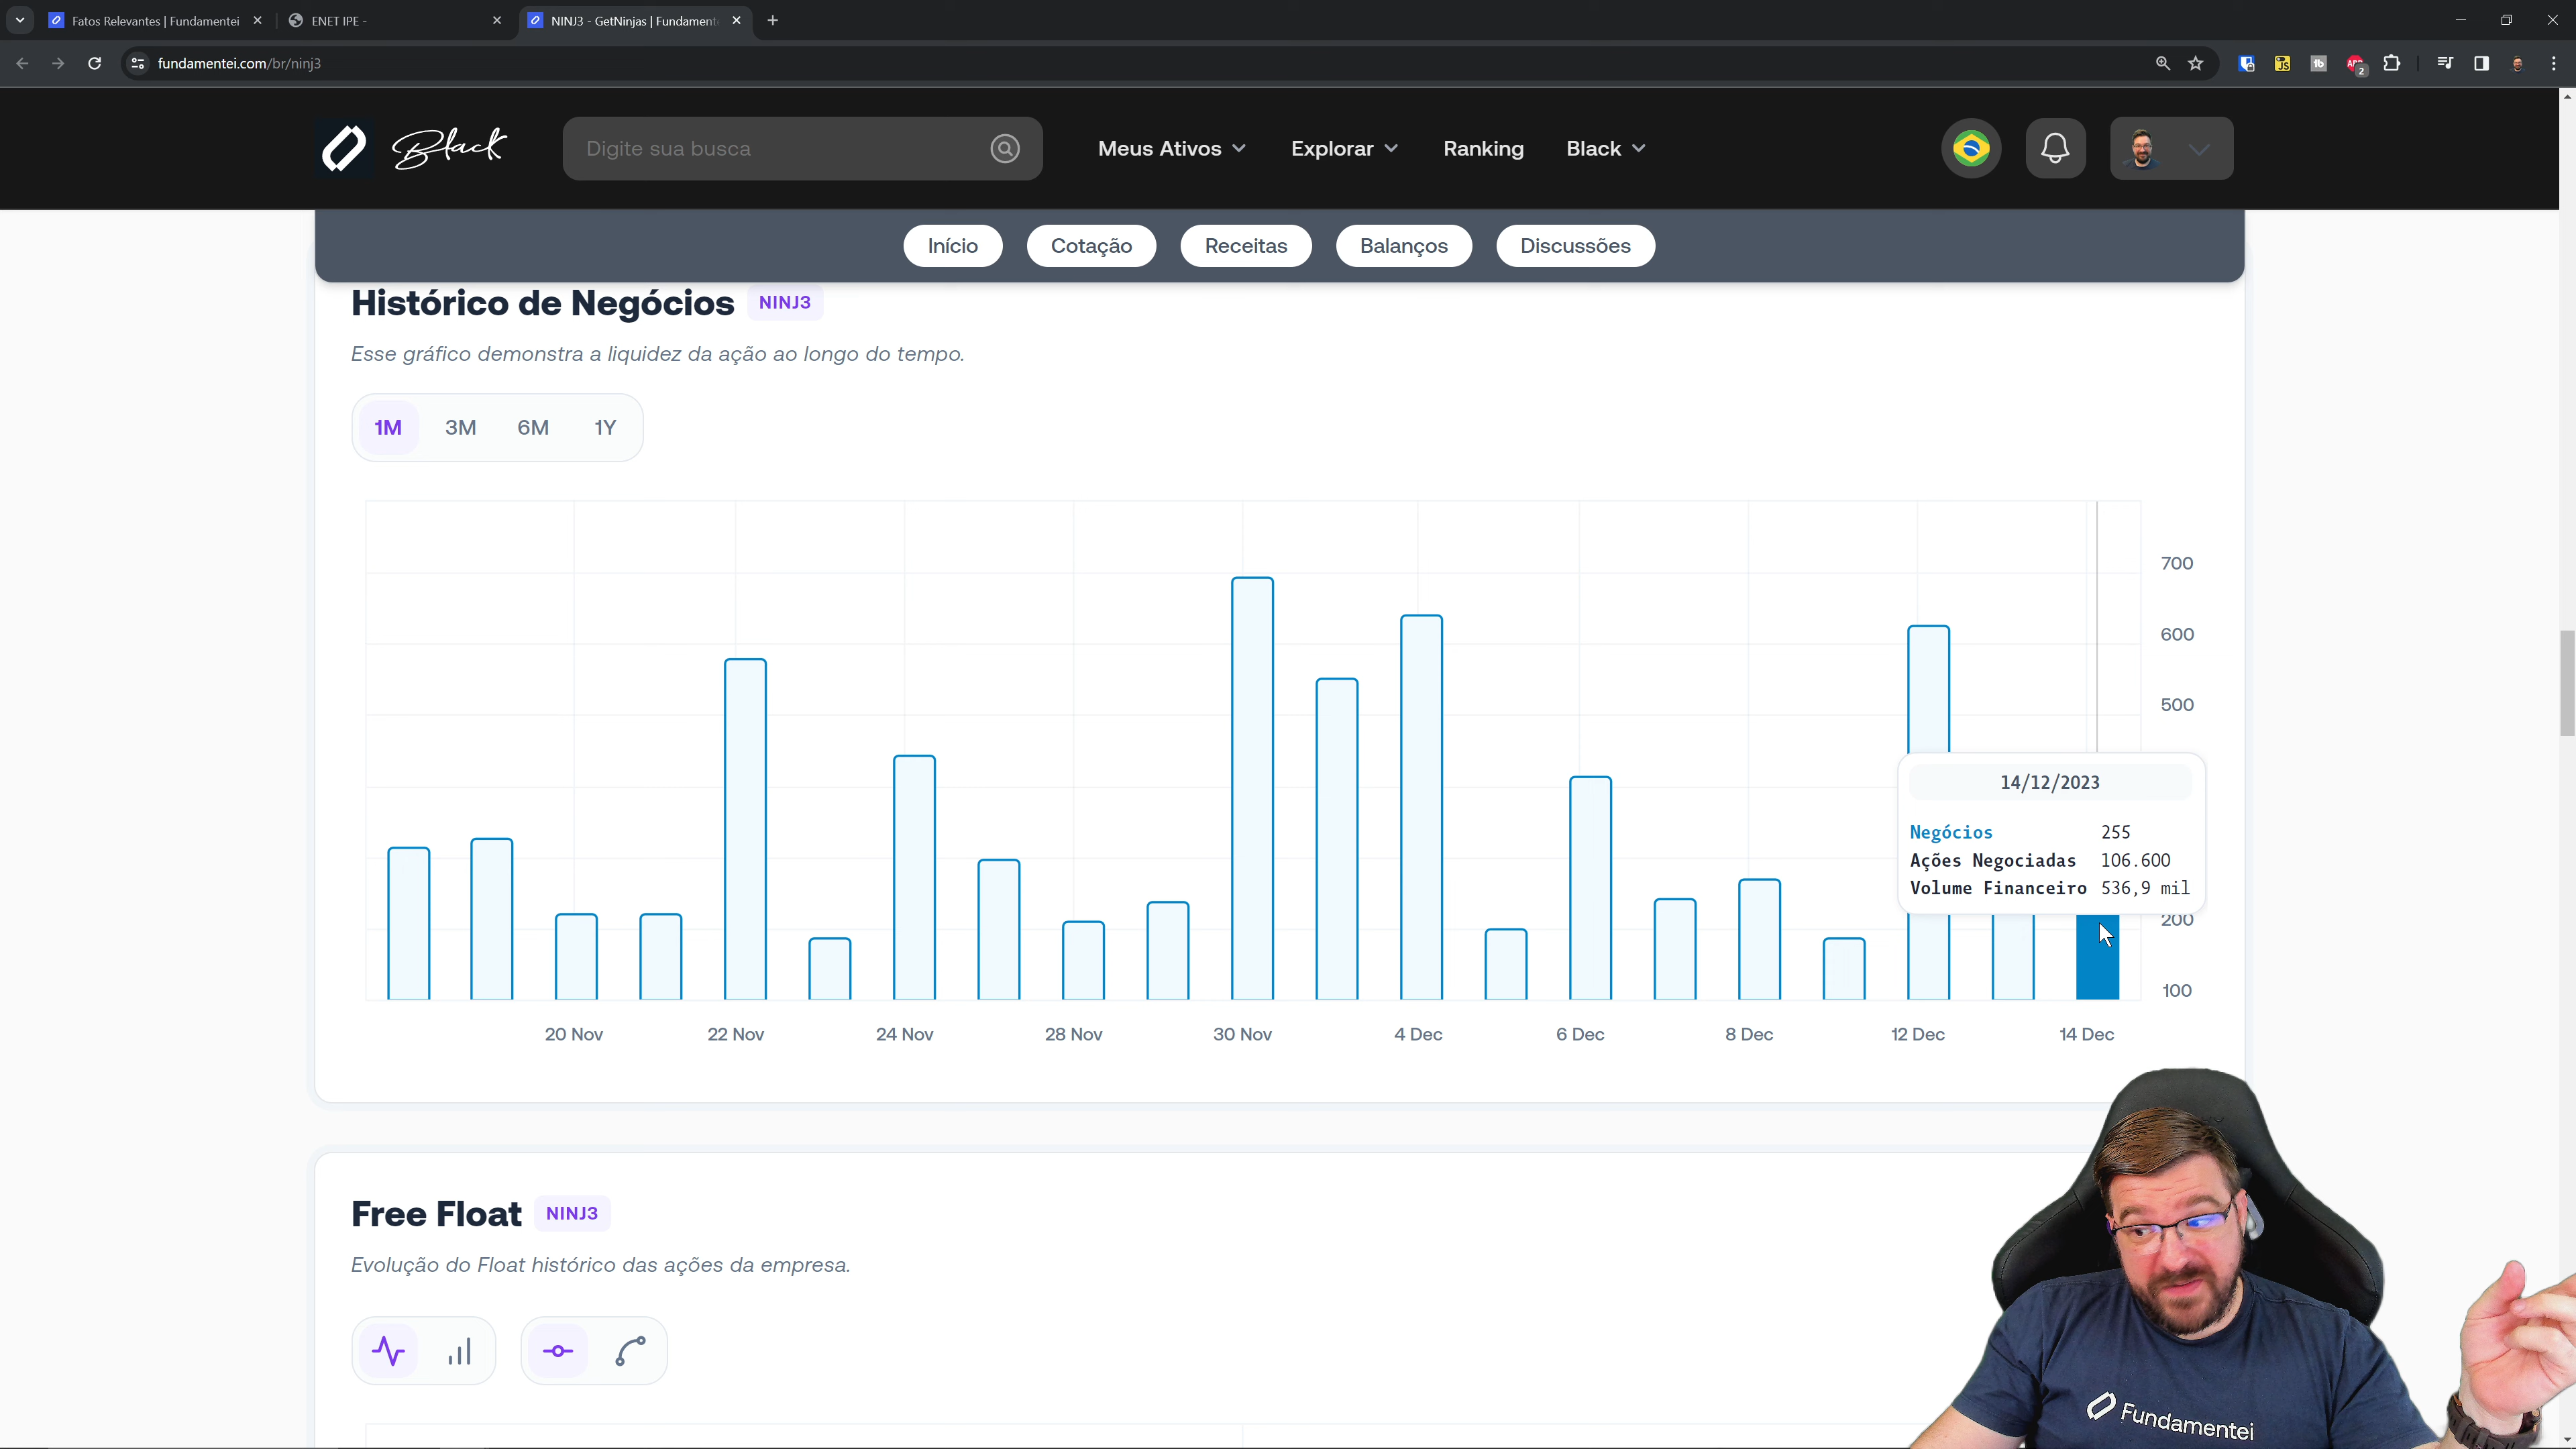 Fatos Relevantes | Fundamentei
ENET IPE -
NINJ3 - GetNinjas | Fundament
fundamentei.com/br/ninj3
2
Black
Digite sua busca
Meus Ativos
Explorar
Ranking
Black
Início
Cotação
Receitas
Balanços
Discussões
Histórico de Negócios
NINJ3
Esse gráfico demonstra a liquidez da ação ao longo do tempo.
1M
3M
6M
1Y
700
600
500
14/12/2023
Negócios 255
Ações Negociadas 106.600
Volume Financeiro 536,9 mil
200
100
20 Nov
22 Nov
24 Nov
28 Nov
30 Nov
4 Dec
6 Dec
8 Dec
12 Dec
14 Dec
Free Float
NINJ3
Evolução do Float histórico das ações da empresa.
Fundamentei